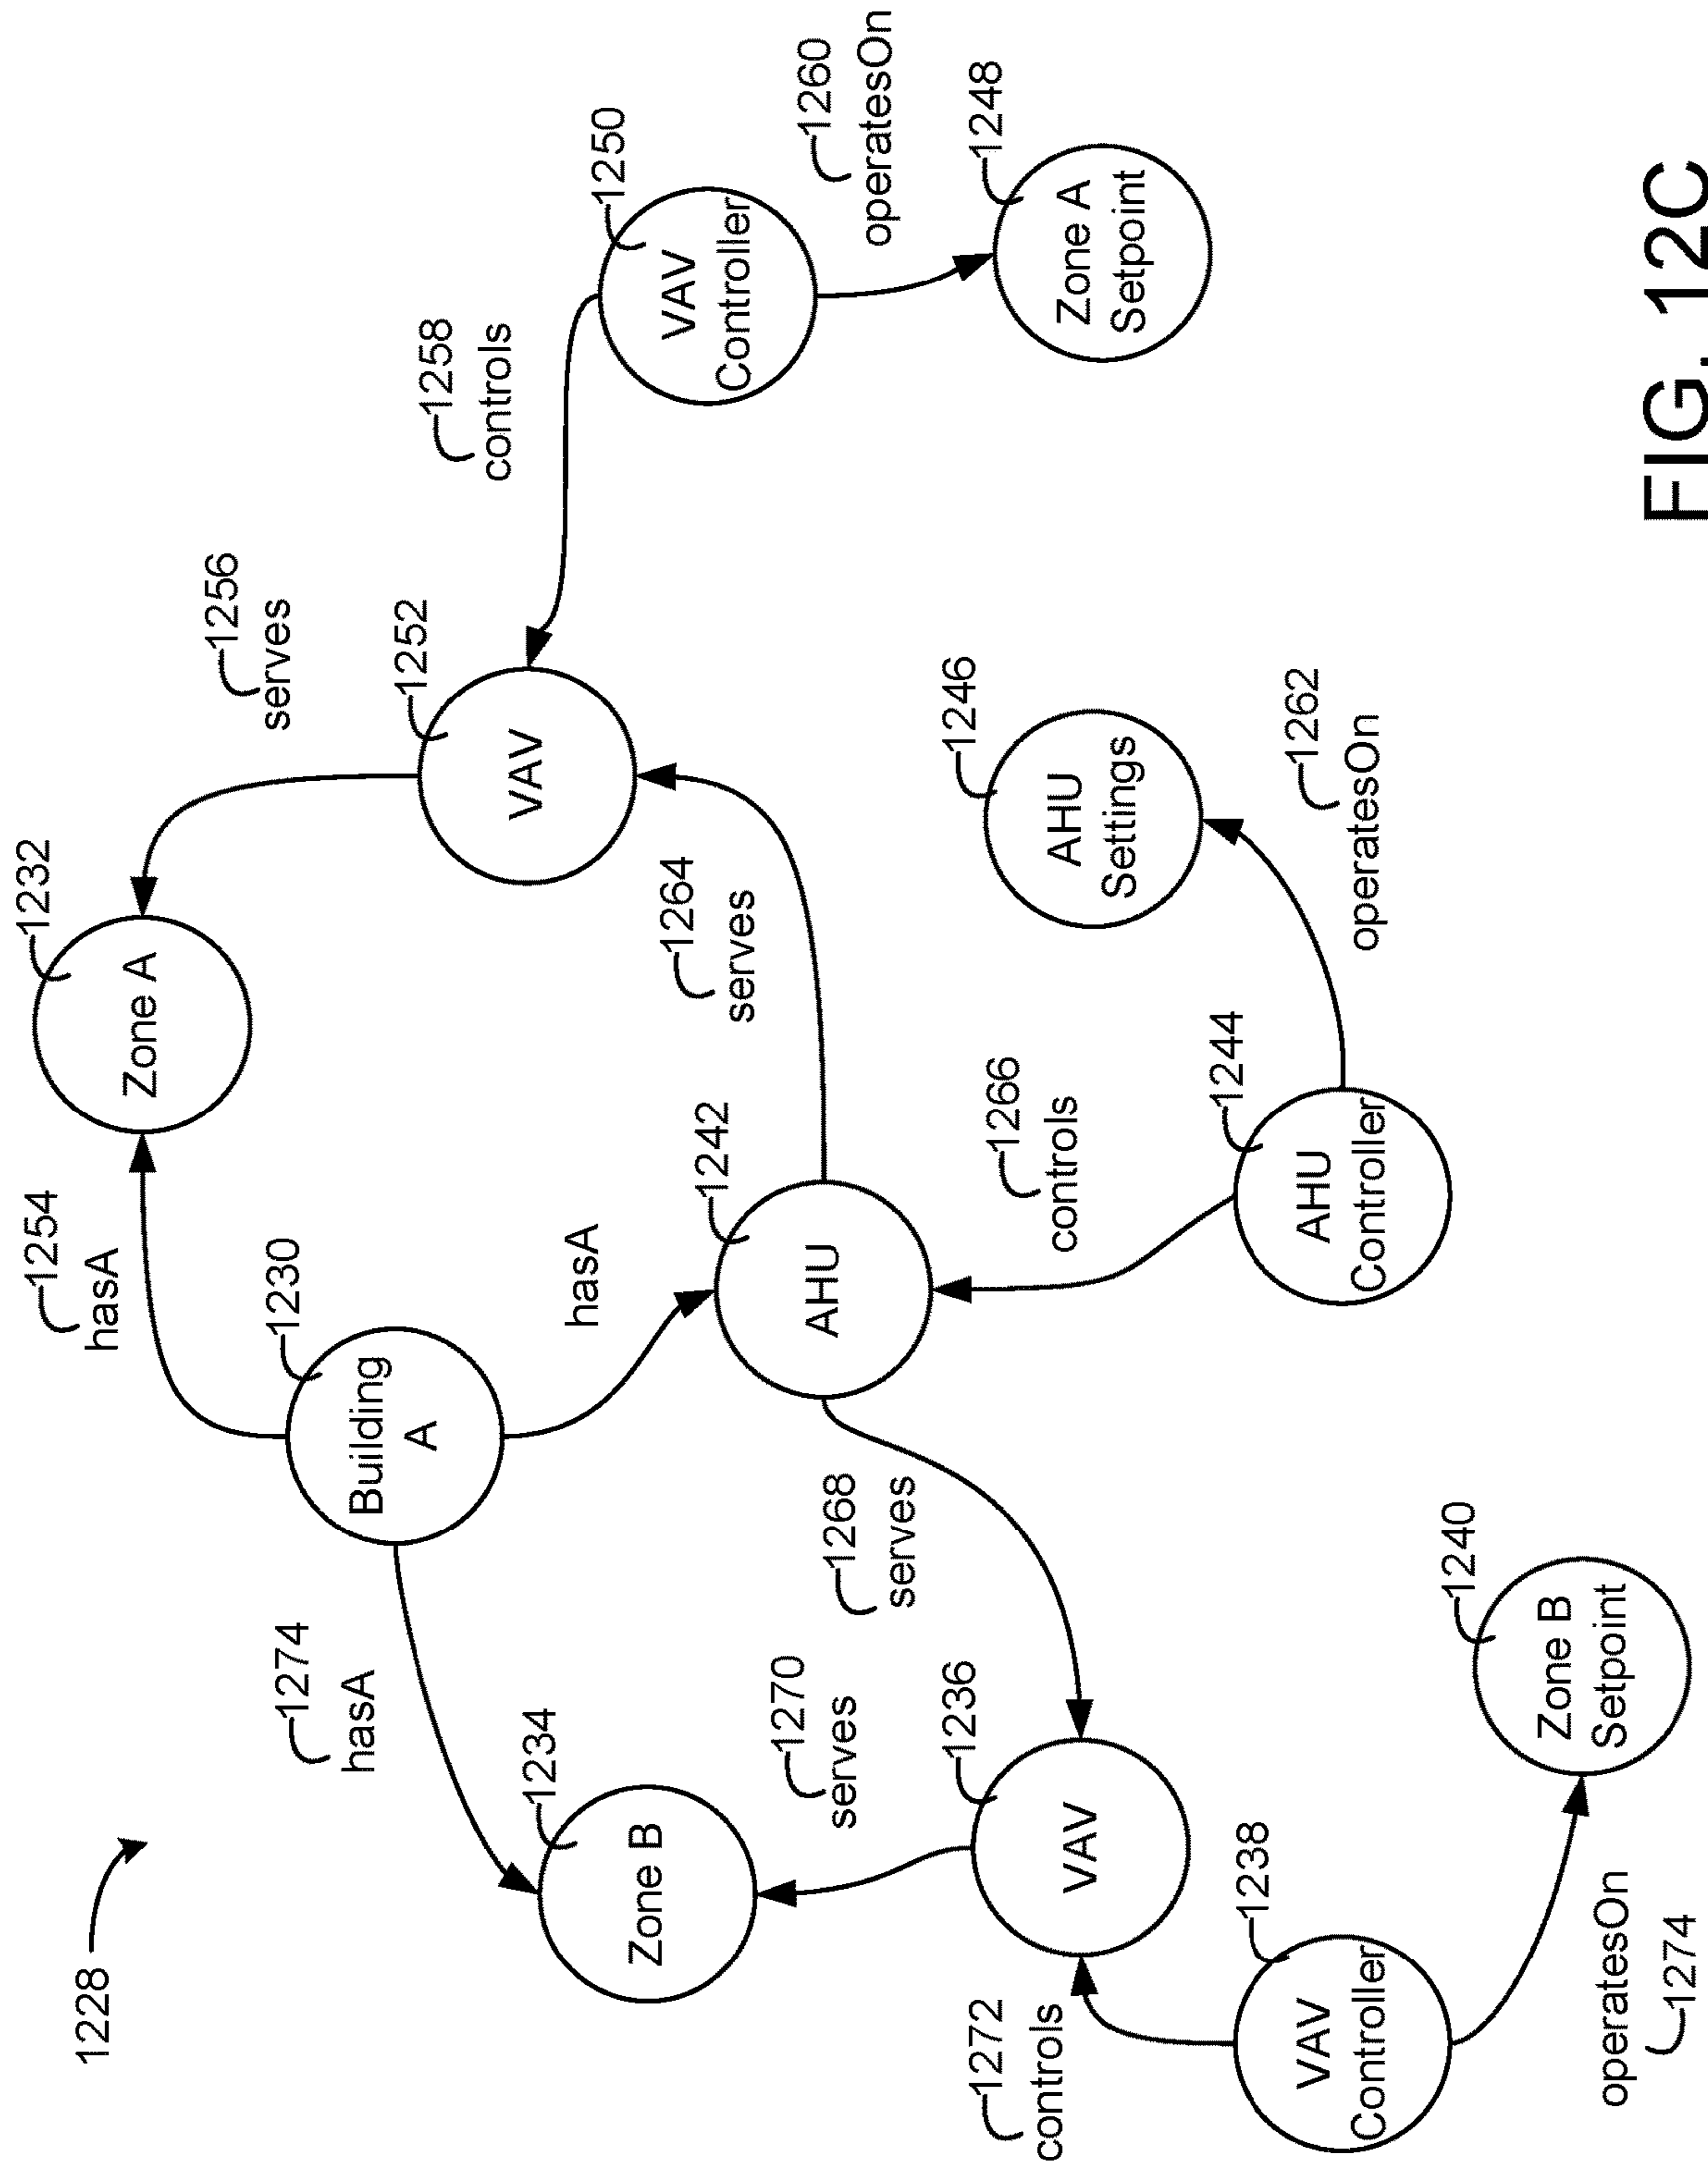 1228
1274
hasA
1230
Building
A
1254
hasA
1232
Zone A
1256
serves
1234
Zone B
hasA
1242
AHU
1252
VAV
1258
controls
1250
VAV
Controller
1270
serves
1268
serves
1264
serves
1260
operatesOn
1236
VAV
1266
controls
1246
AHU
Settings
1248
Zone A
Setpoint
1272
controls
1238
VAV
Controller
1244
AHU
Controller
1262
operatesOn
1240
Zone B
Setpoint
operatesOn
1274
FIG. 12C